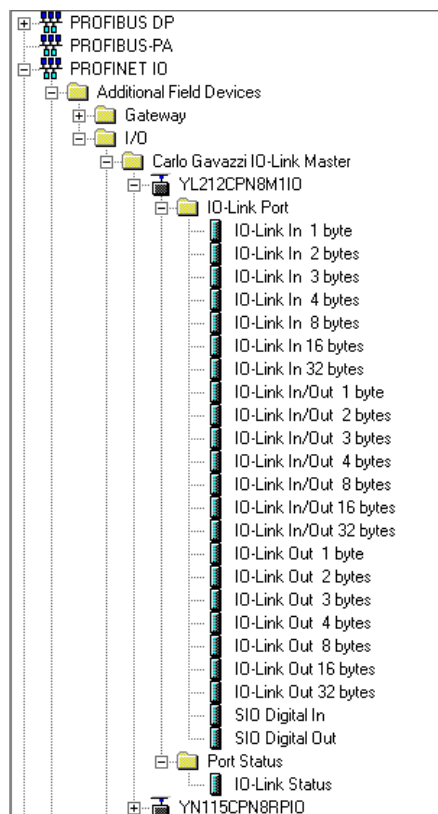 PROFIBUS DP
PROFIBUS-PA
PROFINET IO
Additional Field Devices
Gateway
I/O
Carlo Gavazzi IO-Link Master
YL212CPN8M1IO
IO-Link Port
IO-Link In  1 byte
IO-Link In  2 bytes
IO-Link In  3 bytes
IO-Link In  4 bytes
IO-Link In  8 bytes
IO-Link In 16 bytes
IO-Link In 32 bytes
IO-Link In/Out  1 byte
IO-Link In/Out  2 bytes
IO-Link In/Out  3 bytes
IO-Link In/Out  4 bytes
IO-Link In/Out  8 bytes
IO-Link In/Out 16 bytes
IO-Link In/Out 32 bytes
IO-Link Out  1 byte
IO-Link Out  2 bytes
IO-Link Out  3 bytes
IO-Link Out  4 bytes
IO-Link Out  8 bytes
IO-Link Out 16 bytes
IO-Link Out 32 bytes
SIO Digital In
SIO Digital Out
Port Status
IO-Link Status
YN115CPN8RPIO